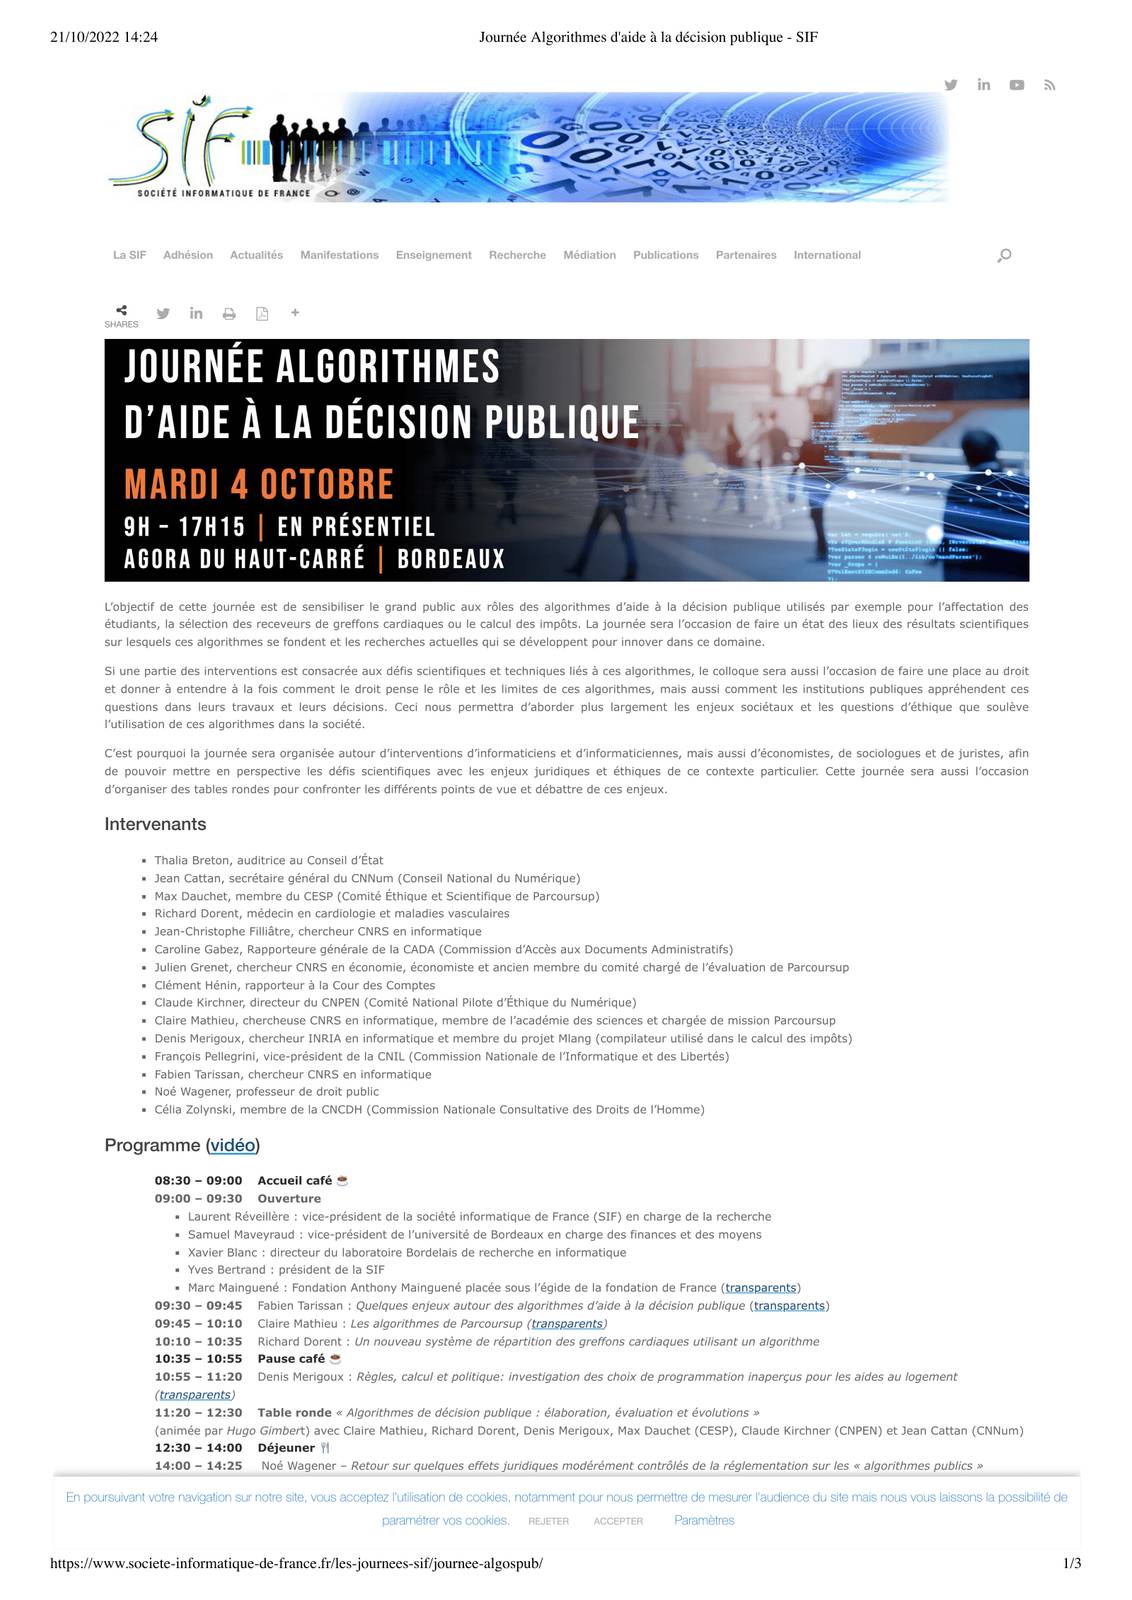 21/10/2022 14:24
Journée Algorithmes d'aide à la décision publique - SIF
SIF
SOCIÉTÉ INFORMATIQUE DE FRANCE
La SIF Adhésion Actualités Manifestations Enseignement Recherche Médiation Publications Partenaires International
SHARES
JOURNÉE ALGORITHMES
D'AIDE À LA DÉCISION PUBLIQUE
MARDI 4 OCTOBRE
9H – 17H15 | EN PRÉSENTIEL
AGORA DU HAUT-CARRÉ | BORDEAUX
L'objectif de cette journée est de sensibiliser le grand public aux rôles des algorithmes d'aide à la décision publique utilisés par exemple pour l'affectation des
étudiants, la sélection des receveurs de greffons cardiaques ou le calcul des impôts. La journée sera l'occasion de faire un état des lieux des résultats scientifiques
sur lesquels ces algorithmes se fondent et les recherches actuelles qui se développent pour innover dans ce domaine.
Si une partie des interventions est consacrée aux défis scientifiques et techniques liés à ces algorithmes, le colloque sera aussi l'occasion de faire une place au droit
et donner à entendre à la fois comment le droit pense le rôle et les limites de ces algorithmes, mais aussi comment les institutions publiques appréhendent ces
questions dans leurs travaux et leurs décisions. Ceci nous permettra d'aborder plus largement les enjeux sociétaux et les questions d'éthique que soulève
l'utilisation de ces algorithmes dans la société.
C'est pourquoi la journée sera organisée autour d'interventions d'informaticiens et d'informaticiennes, mais aussi d'économistes, de sociologues et de juristes, afin
de pouvoir mettre en perspective les défis scientifiques avec les enjeux juridiques et éthiques de ce contexte particulier. Cette journée sera aussi l'occasion
d'organiser des tables rondes pour confronter les différents points de vue et débattre de ces enjeux.
Intervenants
▪ Thalia Breton, auditrice au Conseil d'État
▪ Jean Cattan, secrétaire général du CNNum (Conseil National du Numérique)
▪ Max Dauchet, membre du CESP (Comité Éthique et Scientifique de Parcoursup)
▪ Richard Dorent, médecin en cardiologie et maladies vasculaires
▪ Jean-Christophe Filliâtre, chercheur CNRS en informatique
▪ Caroline Gabez, Rapporteure générale de la CADA (Commission d'Accès aux Documents Administratifs)
▪ Julien Grenet, chercheur CNRS en économie, économiste et ancien membre du comité chargé de l'évaluation de Parcoursup
▪ Clément Hénin, rapporteur à la Cour des Comptes
▪ Claude Kirchner, directeur du CNPEN (Comité National Pilote d'Éthique du Numérique)
▪ Claire Mathieu, chercheuse CNRS en informatique, membre de l'académie des sciences et chargée de mission Parcoursup
▪ Denis Merigoux, chercheur INRIA en informatique et membre du projet Mlang (compilateur utilisé dans le calcul des impôts)
▪ François Pellegrini, vice-président de la CNIL (Commission Nationale de l'Informatique et des Libertés)
▪ Fabien Tarissan, chercheur CNRS en informatique
▪ Noé Wagener, professeur de droit public
▪ Célia Zolynski, membre de la CNCDH (Commission Nationale Consultative des Droits de l'Homme)
Programme (vidéo)
08:30 – 09:00 Accueil café ☕
09:00 – 09:30 Ouverture
▪ Laurent Réveillère : vice-président de la société informatique de France (SIF) en charge de la recherche
▪ Samuel Maveyraud : vice-président de l'université de Bordeaux en charge des finances et des moyens
▪ Xavier Blanc : directeur du laboratoire Bordelais de recherche en informatique
▪ Yves Bertrand : président de la SIF
▪ Marc Mainguené : Fondation Anthony Mainguené placée sous l'égide de la fondation de France (transparents)
09:30 – 09:45 Fabien Tarissan : Quelques enjeux autour des algorithmes d'aide à la décision publique (transparents)
09:45 – 10:10 Claire Mathieu : Les algorithmes de Parcoursup (transparents)
10:10 – 10:35 Richard Dorent : Un nouveau système de répartition des greffons cardiaques utilisant un algorithme
10:35 – 10:55 Pause café ☕
10:55 – 11:20 Denis Merigoux : Règles, calcul et politique: investigation des choix de programmation inaperçus pour les aides au logement
(transparents)
11:20 – 12:30 Table ronde « Algorithmes de décision publique : élaboration, évaluation et évolutions »
(animée par Hugo Gimbert) avec Claire Mathieu, Richard Dorent, Denis Merigoux, Max Dauchet (CESP), Claude Kirchner (CNPEN) et Jean Cattan (CNNum)
12:30 – 14:00 Déjeuner 🍴
14:00 – 14:25 Noé Wagener – Retour sur quelques effets juridiques modérément contrôlés de la réglementation sur les « algorithmes publics »
En poursuivant votre navigation sur notre site, vous acceptez l'utilisation de cookies, notamment pour nous permettre de mesurer l'audience du site mais nous vous laissons la possibilité de
paramétrer vos cookies. REJETER ACCEPTER Paramètres
https://www.societe-informatique-de-france.fr/les-journees-sif/journee-algospub/
1/3